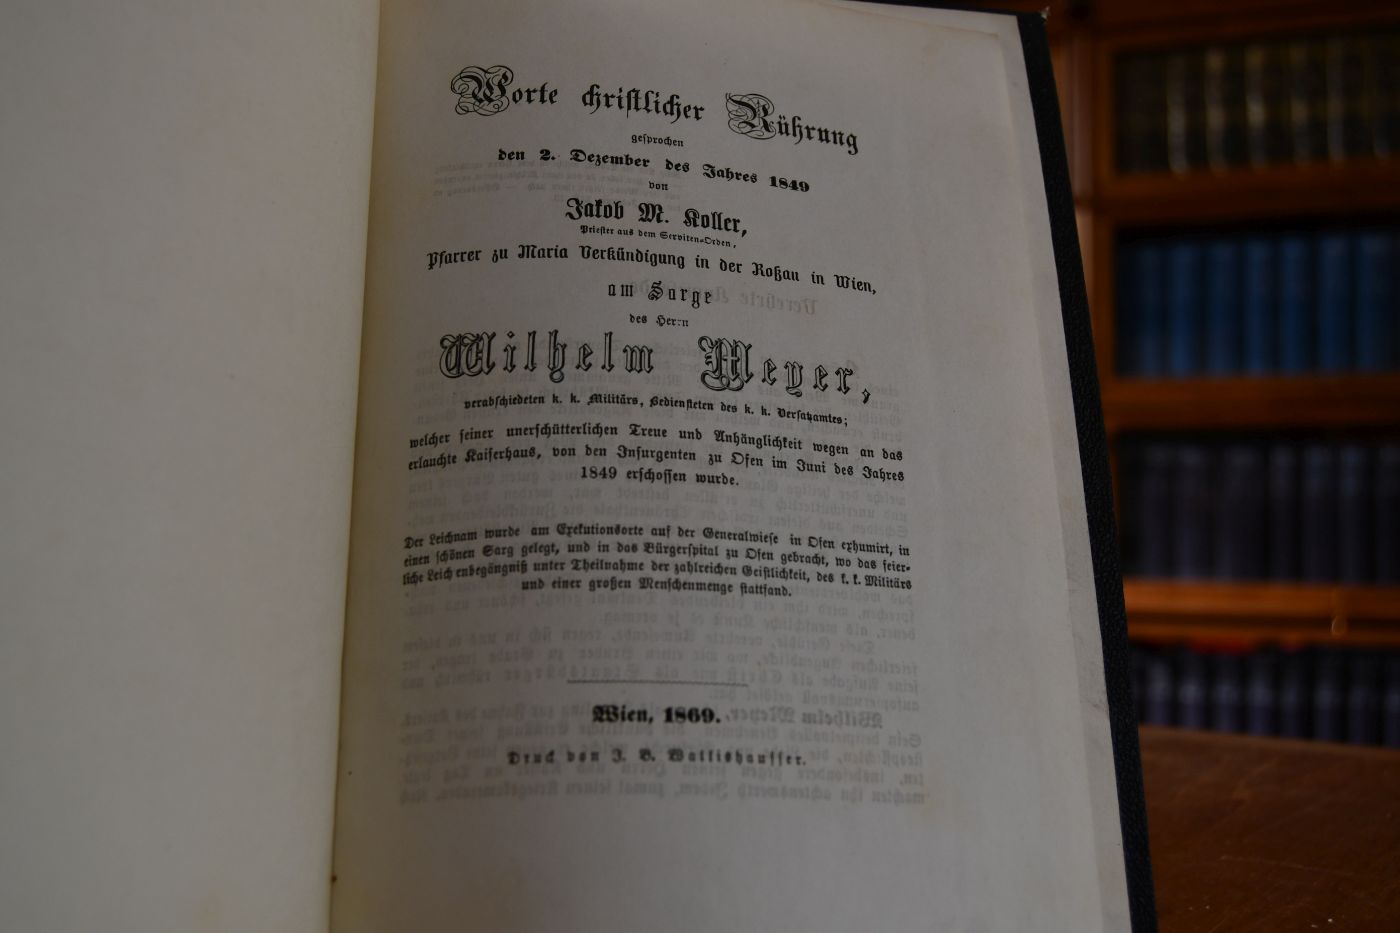 Worte christlicher Rührung
gesprochen
den 2. Dezember des Jahres 1849
von
Jakob M. Koller,
Priester aus dem Serviten-Orden,
Pfarrer zu Maria Verkündigung in der Roßau in Wien,
am Sarge
des Herrn
Wilhelm Meyer,
verabschiedeten k. k. Militärs, Bediensteten des k. k. Versatzamtes;
welcher seiner unerschütterlichen Treue und Anhänglichkeit wegen an das
erlauchte Kaiserhaus, von den Insurgenten zu Ofen im Juni des Jahres
1849 erschossen wurde.
Der Leichnam wurde am Exekutionsorte auf der Generalwiese in Ofen exhumirt, in
einen schönen Sarg gelegt, und in das Bürgerspital zu Ofen gebracht, wo das feier-
liche Leichenbegängniß unter Theilnahme der zahlreichen Geistlichkeit, des k. k. Militärs
und einer großen Menschenmenge stattfand.
Wien, 1869.
Druck von J. B. Wallishausser.